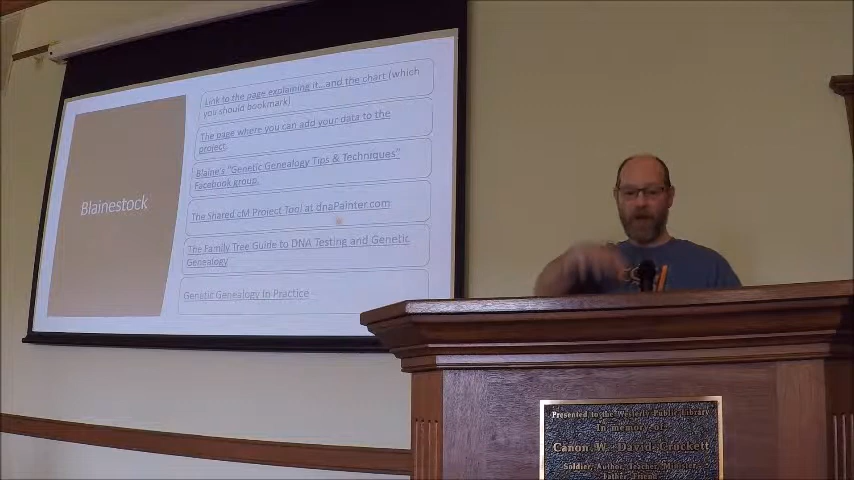 Blainestock
Link to the page explaining it...and the chart (which
you should bookmark)
The page where you can add your data to the
project.
Blaine's "Genetic Genealogy Tips & Techniques"
Facebook group.
The Shared cM Project Tool at dnaPainter.com
The Family Tree Guide to DNA Testing and Genetic
Genealogy
Genetic Genealogy in Practice
Presented to the Westerly Public Library
In memory of
Canon W. David Crockett
Soldier, Author, Teacher, Minister,
Father, Friend